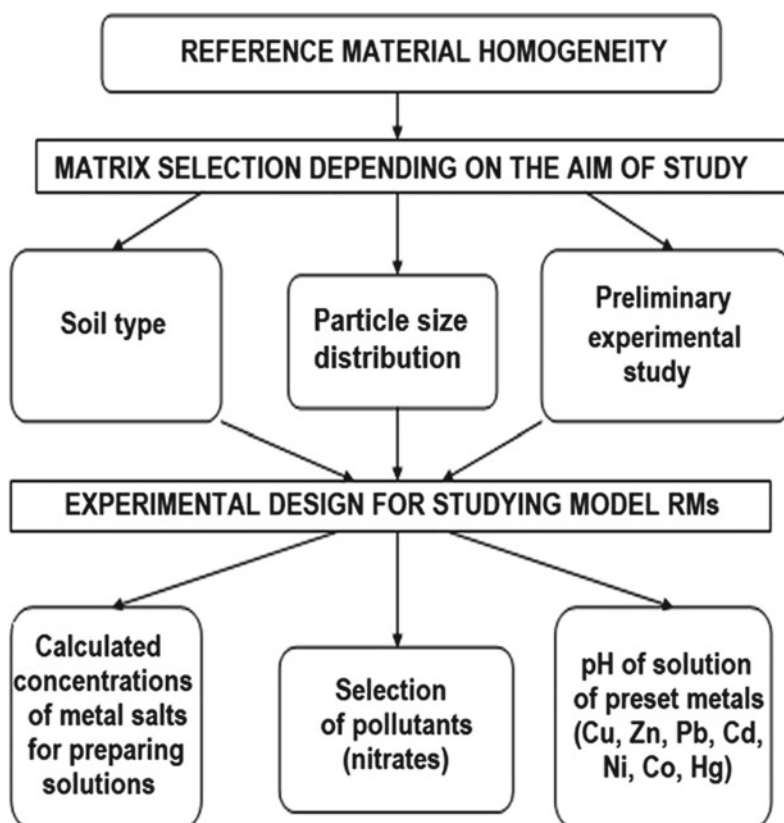 REFERENCE MATERIAL HOMOGENEITY
MATRIX SELECTION DEPENDING ON THE AIM OF STUDY
Soil type
Particle size
distribution
Preliminary
experimental
study
EXPERIMENTAL DESIGN FOR STUDYING MODEL RMs
Calculated
concentrations
of metal salts
for preparing
solutions
Selection
of pollutants
(nitrates)
pH of solution
of preset metals
(Cu, Zn, Pb, Cd,
Ni, Co, Hg)